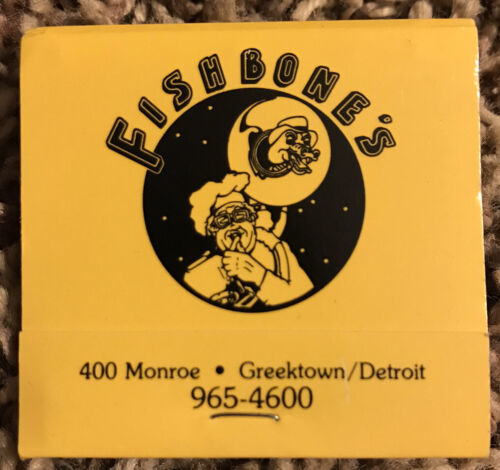 FISHBONE'S
400 Monroe • Greektown/Detroit
965-4600